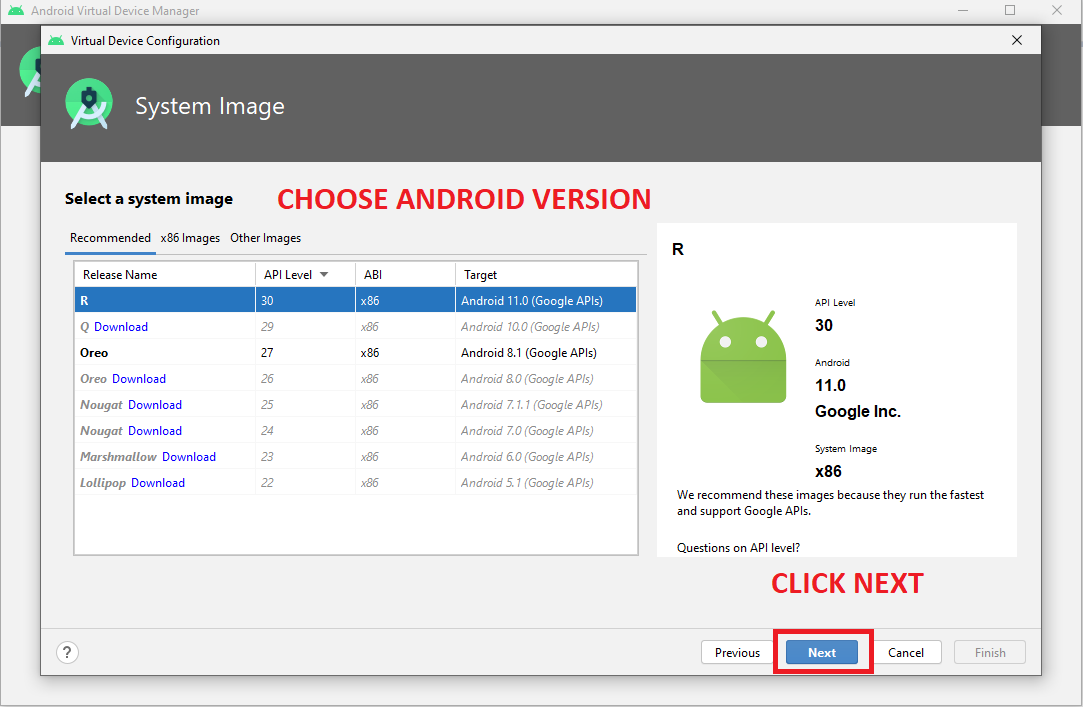 Android Virtual Device Manager
Virtual Device Configuration
System Image
Select a system image CHOOSE ANDROID VERSION
Recommended x86 Images Other Images
Release Name API Level ABI Target
R 30 x86 Android 11.0 (Google APIs)
Q Download 29 x86 Android 10.0 (Google APIs)
Oreo 27 x86 Android 8.1 (Google APIs)
Oreo Download 26 x86 Android 8.0 (Google APIs)
Nougat Download 25 x86 Android 7.1.1 (Google APIs)
Nougat Download 24 x86 Android 7.0 (Google APIs)
Marshmallow Download 23 x86 Android 6.0 (Google APIs)
Lollipop Download 22 x86 Android 5.1 (Google APIs)
R
API Level
30
Android
11.0
Google Inc.
System Image
x86
We recommend these images because they run the fastest
and support Google APIs.
Questions on API level?
CLICK NEXT
? Previous Next Cancel Finish